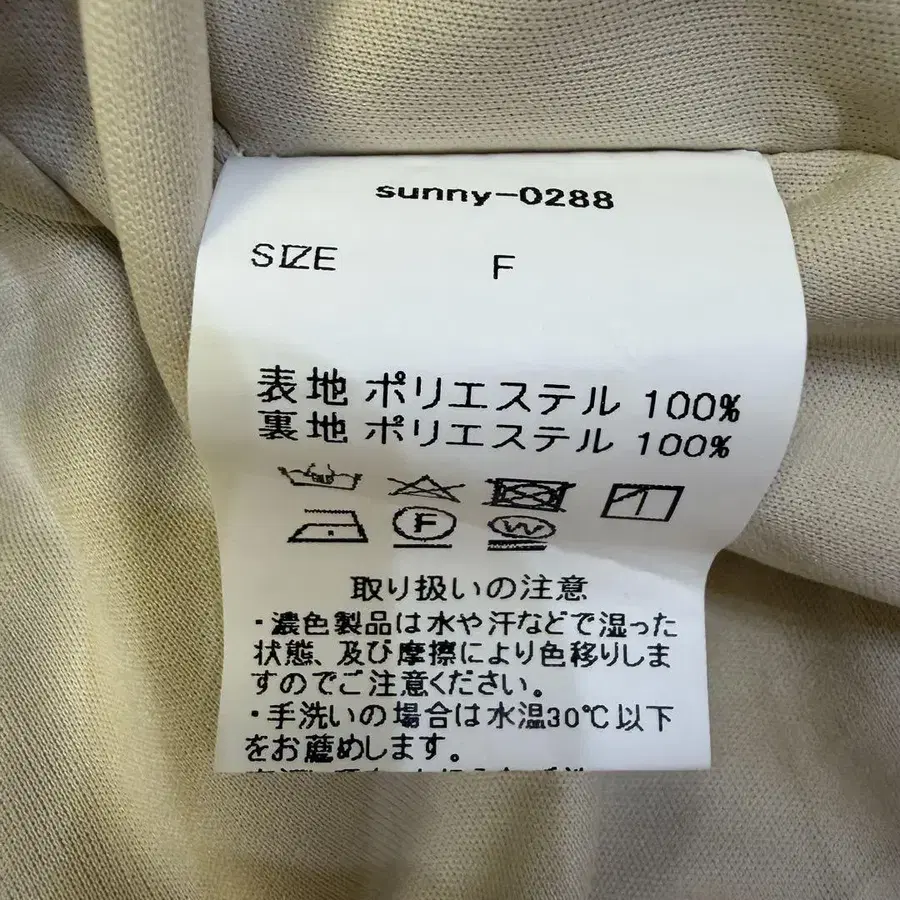 sunny-0288
SIZE F
表地 ポリエステル 100%
裏地 ポリエステル 100%
F W
取り扱いの注意
・濃色製品は水や汗などで湿った
状態、及び摩擦により色移りしま
すのでご注意ください。
・手洗いの場合は水温30℃以下
をお薦めします。